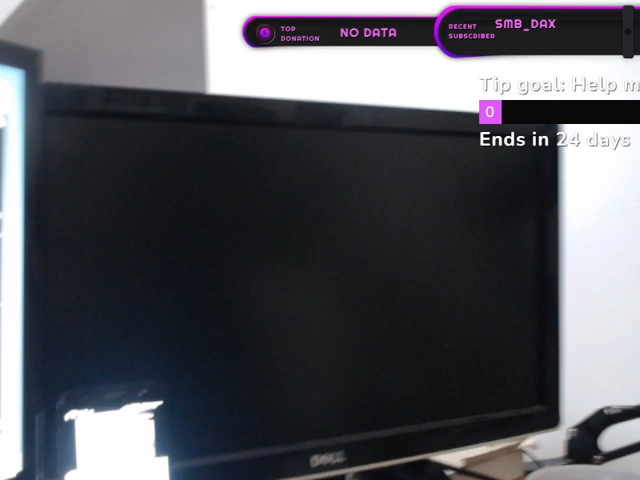 TOP
DONATION
NO DATA
RECENT
SUBSCRIBER
SMB_DAX
Tip goal: Help m
0
Ends in 24 days
DELL